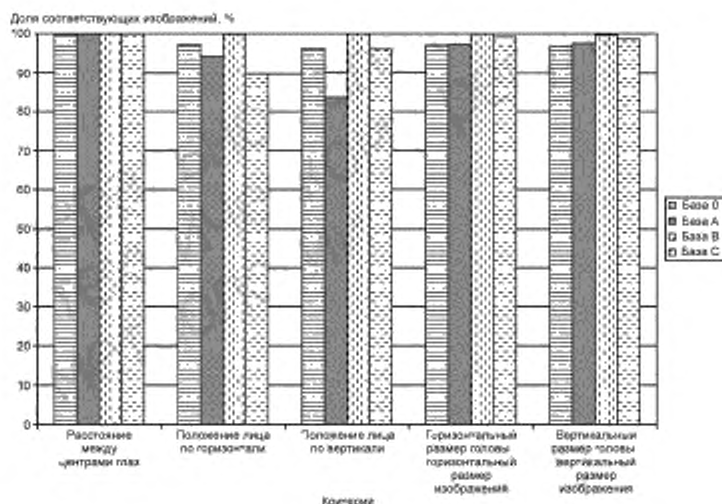 Доля соответствующих изображений, %
100
90
80
70
60
50
40
30
20
10
0
Расстояние
между
центрами глаз
Положение лица
по горизонтали
Положение лица
по вертикали
Горизонтальный
размер головы
горизонтальный
размер
изображения
Вертикальный
размер головы
вертикальный
размер
изображения
Критерии
База 0
База A
База B
База C